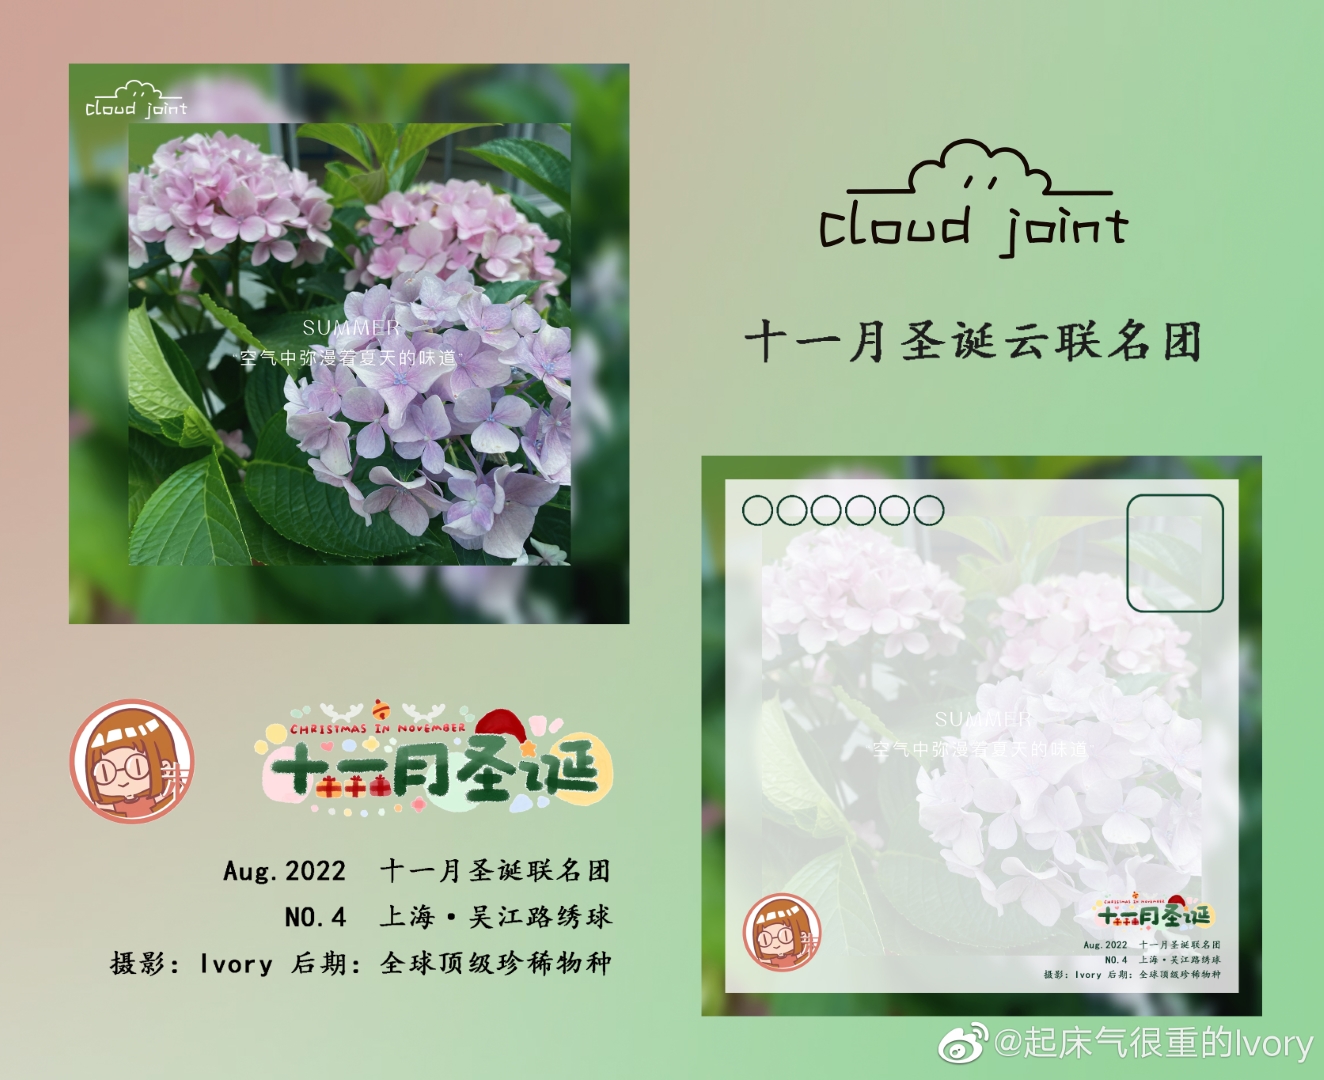 cloud joint
SUMMER
“空气中弥漫着夏天的味道”
cloud joint
十一月圣诞云联名团
CHRISTMAS IN NOVEMBER
十一月圣诞
Aug.2022 十一月圣诞联名团
NO.4 上海·吴江路绣球
摄影：Ivory 后期：全球顶级珍稀物种
SUMMER
空气中弥漫着夏天的味道”
CHRISTMAS IN NOVEMBER
十一月圣诞
Aug.2022 十一月圣诞联名团
NO.4 上海·吴江路绣球
摄影：Ivory 后期：全球顶级珍稀物种
@起床气很重的Ivory